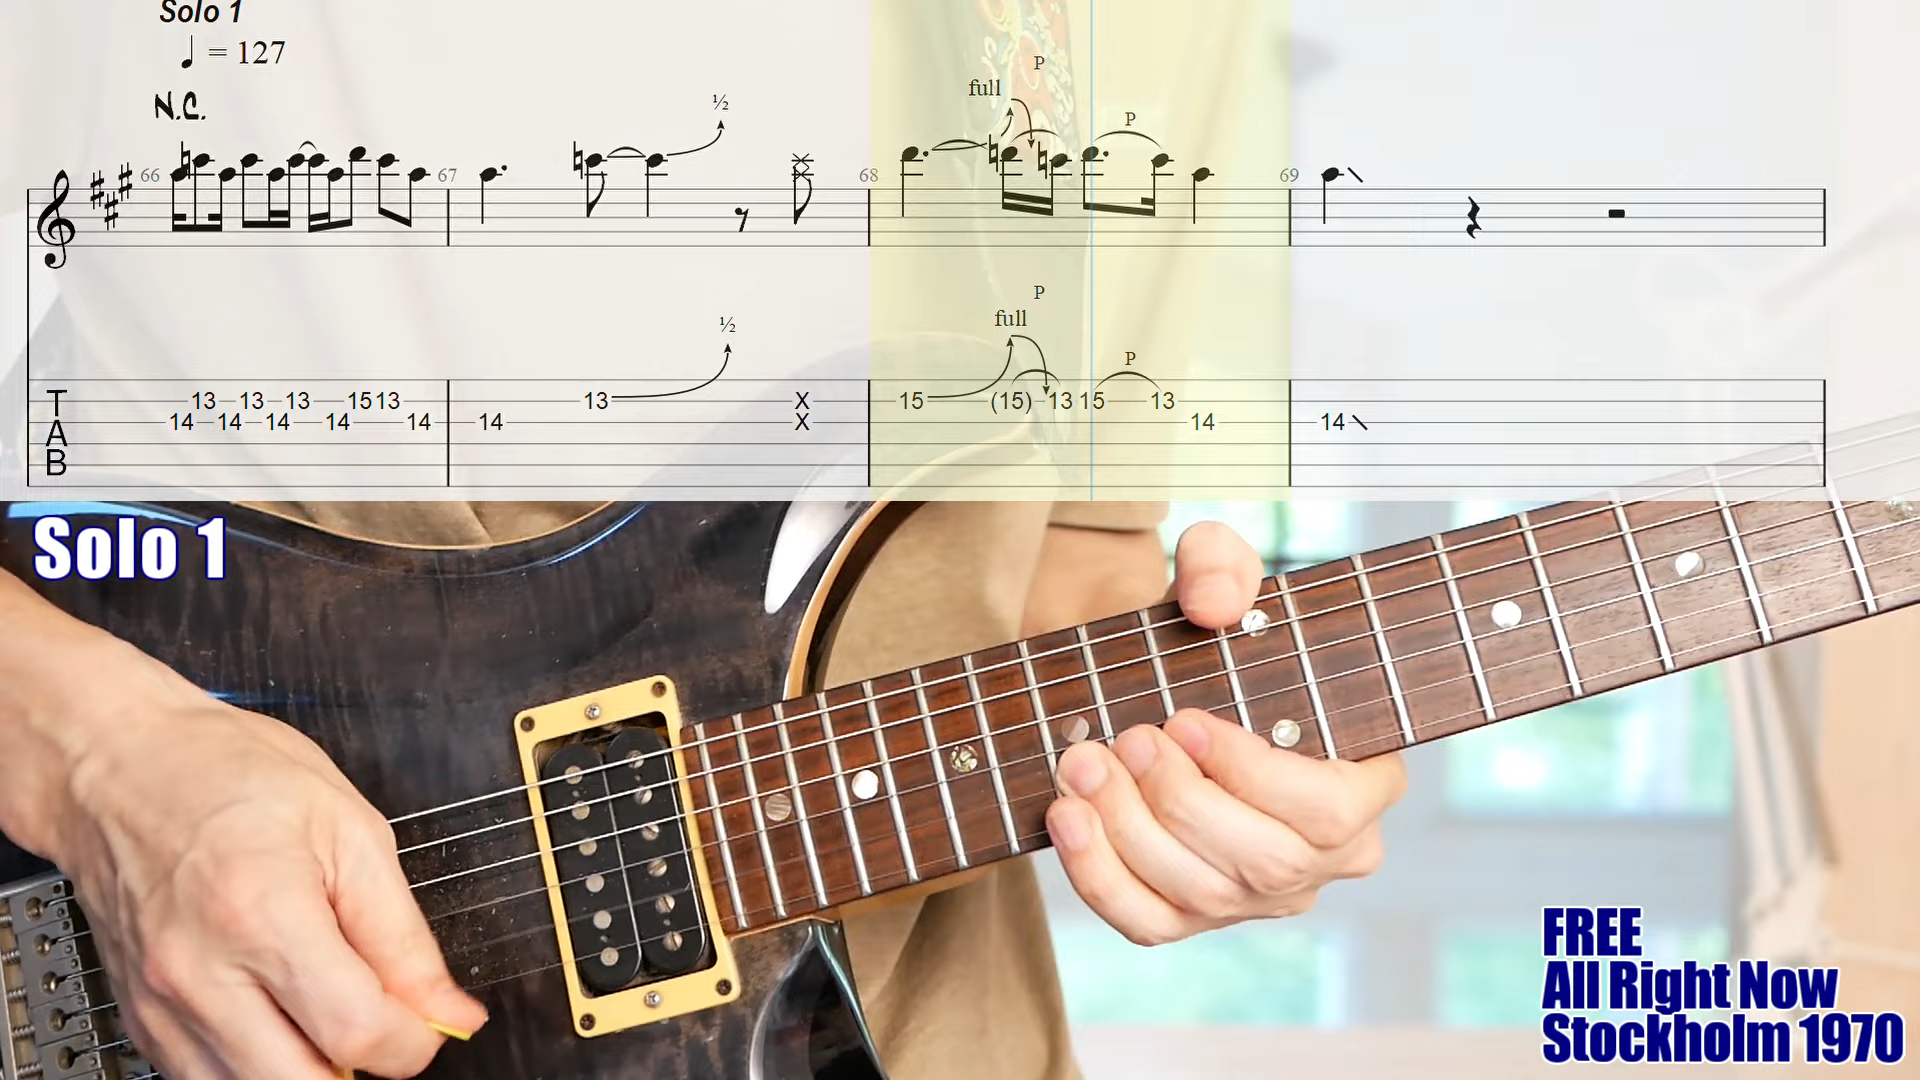 Solo 1
♩ = 127
N.C.
½
full
P
P
66
67
68
69
½
full
P
P
T
A
B
14 13 14 13 14 13 14 15 13 14
14 13 X X
15 (15) 13 15 13 14
14
Solo 1
FREE
All Right Now
Stockholm 1970